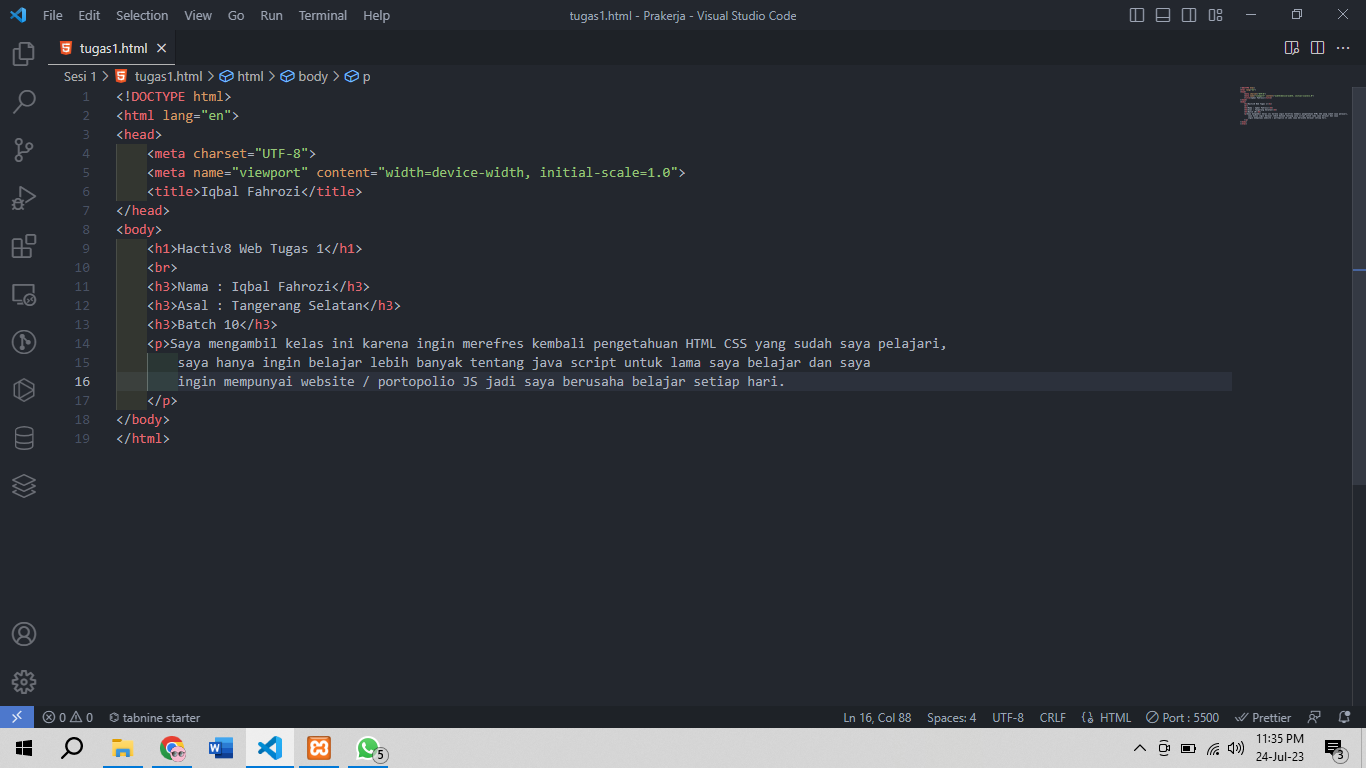 File Edit Selection View Go Run Terminal Help tugas1.html - Prakerja - Visual Studio Code
tugas1.html
Sesi 1 > tugas1.html > html > body > p
1 <!DOCTYPE html>
2 <html lang="en">
3 <head>
4 <meta charset="UTF-8">
5 <meta name="viewport" content="width=device-width, initial-scale=1.0">
6 <title>Iqbal Fahrozi</title>
7 </head>
8 <body>
9 <h1>Hactiv8 Web Tugas 1</h1>
10 <br>
11 <h3>Nama : Iqbal Fahrozi</h3>
12 <h3>Asal : Tangerang Selatan</h3>
13 <h3>Batch 10</h3>
14 <p>Saya mengambil kelas ini karena ingin merefres kembali pengetahuan HTML CSS yang sudah saya pelajari,
15 saya hanya ingin belajar lebih banyak tentang java script untuk lama saya belajar dan saya
16 ingin mempunyai website / portopolio JS jadi saya berusaha belajar setiap hari.
17 </p>
18 </body>
19 </html>
0 0 tabnine starter Ln 16, Col 88 Spaces: 4 UTF-8 CRLF HTML Port : 5500 Prettier
5 11:35 PM
24-Jul-23 3